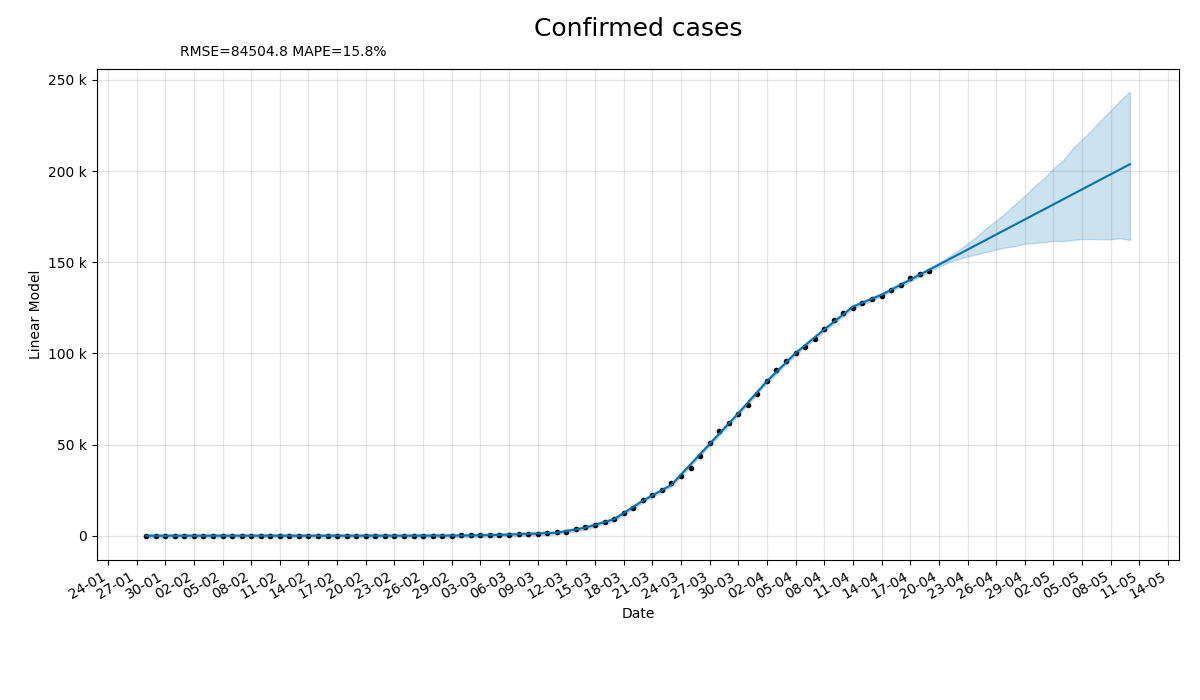 Confirmed cases
RMSE=84504.8 MAPE=15.8%
250 k
200 k
150 k
100 k
50 k
0
Linear Model
24-01 27-01 30-01 02-02 05-02 08-02 11-02 14-02 17-02 20-02 23-02 26-02 29-02 03-03 06-03 09-03 12-03 15-03 18-03 21-03 24-03 27-03 30-03 02-04 05-04 08-04 11-04 14-04 17-04 20-04 23-04 26-04 29-04 02-05 05-05 08-05 11-05 14-05
Date